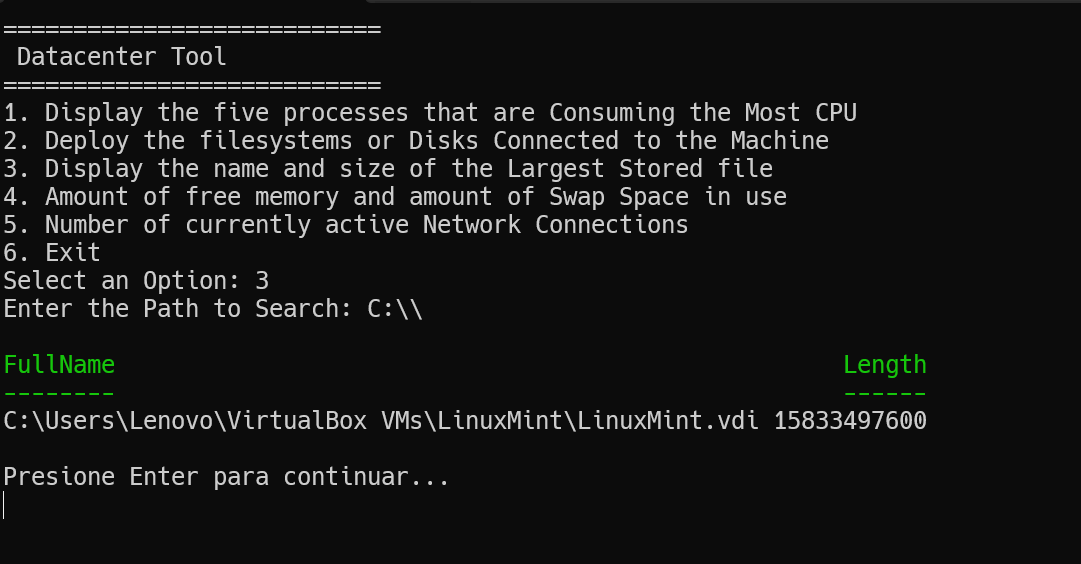 ===========================
 Datacenter Tool
===========================
1. Display the five processes that are Consuming the Most CPU
2. Deploy the filesystems or Disks Connected to the Machine
3. Display the name and size of the Largest Stored file
4. Amount of free memory and amount of Swap Space in use
5. Number of currently active Network Connections
6. Exit
Select an Option: 3
Enter the Path to Search: C:\\
FullName                                                    Length
--------                                                    ------
C:\Users\Lenovo\VirtualBox VMs\LinuxMint\LinuxMint.vdi 15833497600
Presione Enter para continuar...